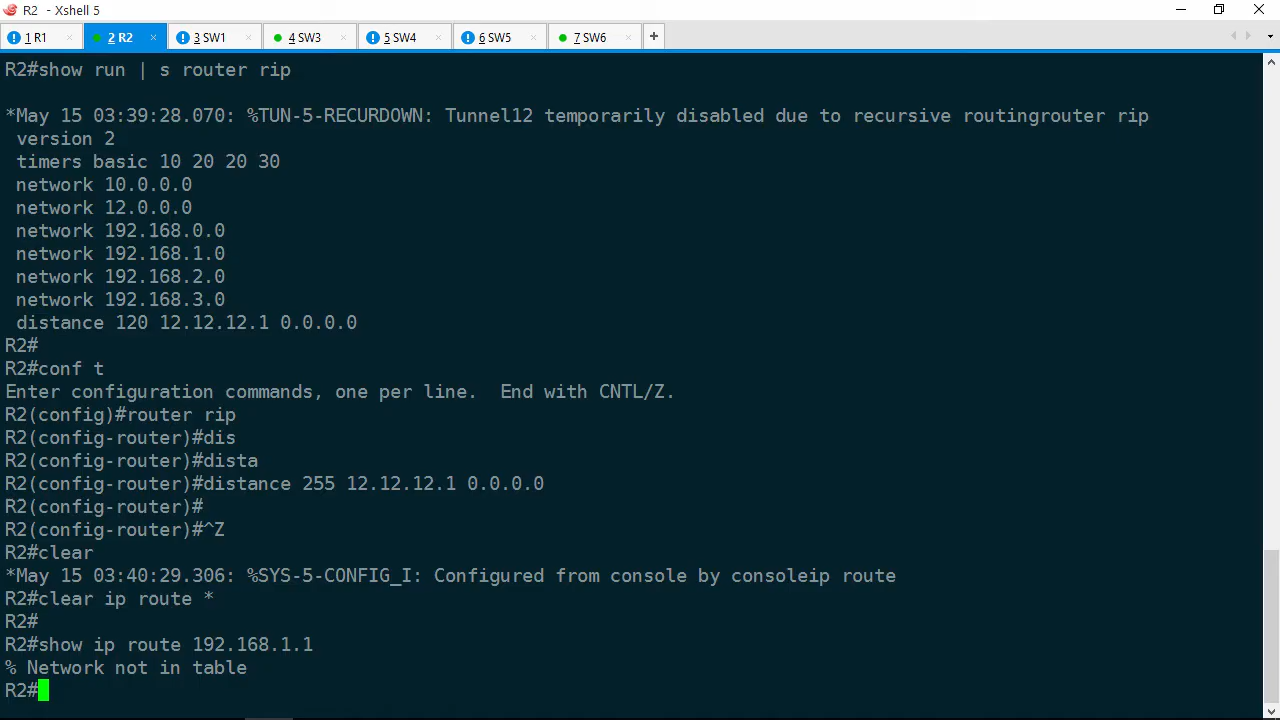 R2 - Xshell 5
1 R1 × 2 R2 × 3 SW1 × 4 SW3 × 5 SW4 × 6 SW5 × 7 SW6 × +
R2#show run | s router rip
*May 15 03:39:28.070: %TUN-5-RECURDOWN: Tunnel12 temporarily disabled due to recursive routingrouter rip
 version 2
 timers basic 10 20 20 30
 network 10.0.0.0
 network 12.0.0.0
 network 192.168.0.0
 network 192.168.1.0
 network 192.168.2.0
 network 192.168.3.0
 distance 120 12.12.12.1 0.0.0.0
R2#
R2#conf t
Enter configuration commands, one per line.  End with CNTL/Z.
R2(config)#router rip
R2(config-router)#dis
R2(config-router)#dista
R2(config-router)#distance 255 12.12.12.1 0.0.0.0
R2(config-router)#
R2(config-router)#^Z
R2#clear
*May 15 03:40:29.306: %SYS-5-CONFIG_I: Configured from console by consoleip route
R2#clear ip route *
R2#
R2#show ip route 192.168.1.1
% Network not in table
R2#